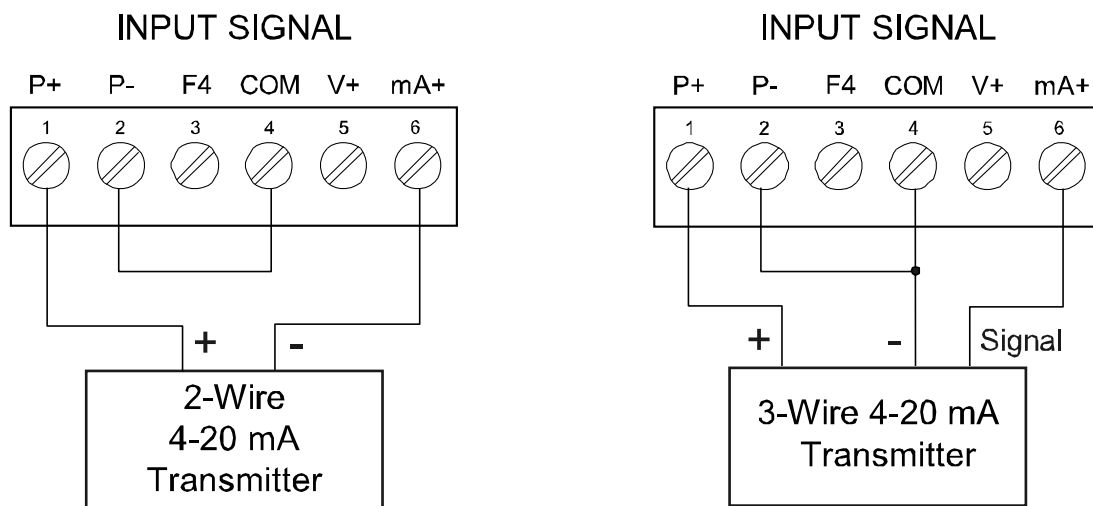 INPUT SIGNAL
P+ P- F4 COM V+ mA+
1 2 3 4 5 6
+ -
2-Wire
4-20 mA
Transmitter
INPUT SIGNAL
P+ P- F4 COM V+ mA+
1 2 3 4 5 6
+ - Signal
3-Wire 4-20 mA
Transmitter